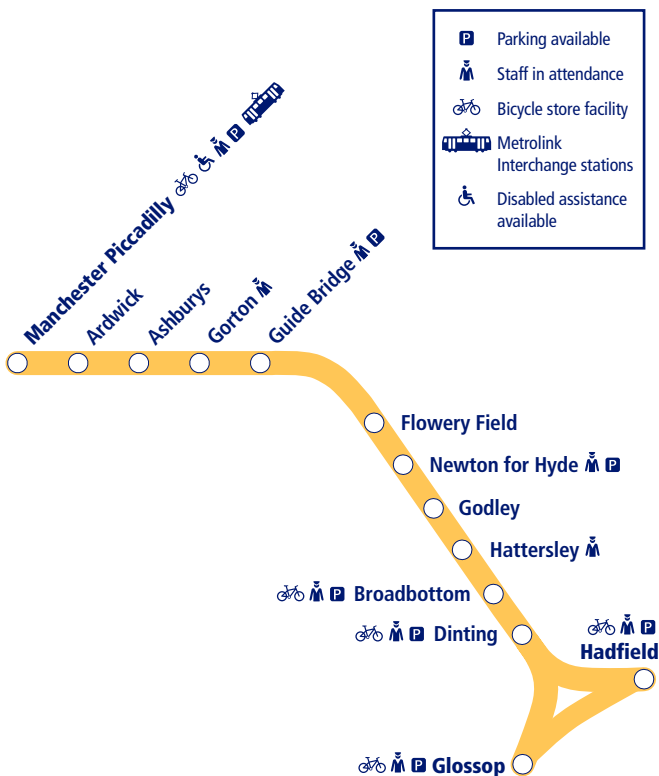 P Parking available
Staff in attendance
Bicycle store facility
Metrolink
Interchange stations
Disabled assistance
available
Manchester Piccadilly P
Ardwick
Ashburys
Gorton
Guide Bridge P
Flowery Field
Newton for Hyde P
Godley
Hattersley
P Broadbottom
P Dinting
P
Hadfield
P Glossop